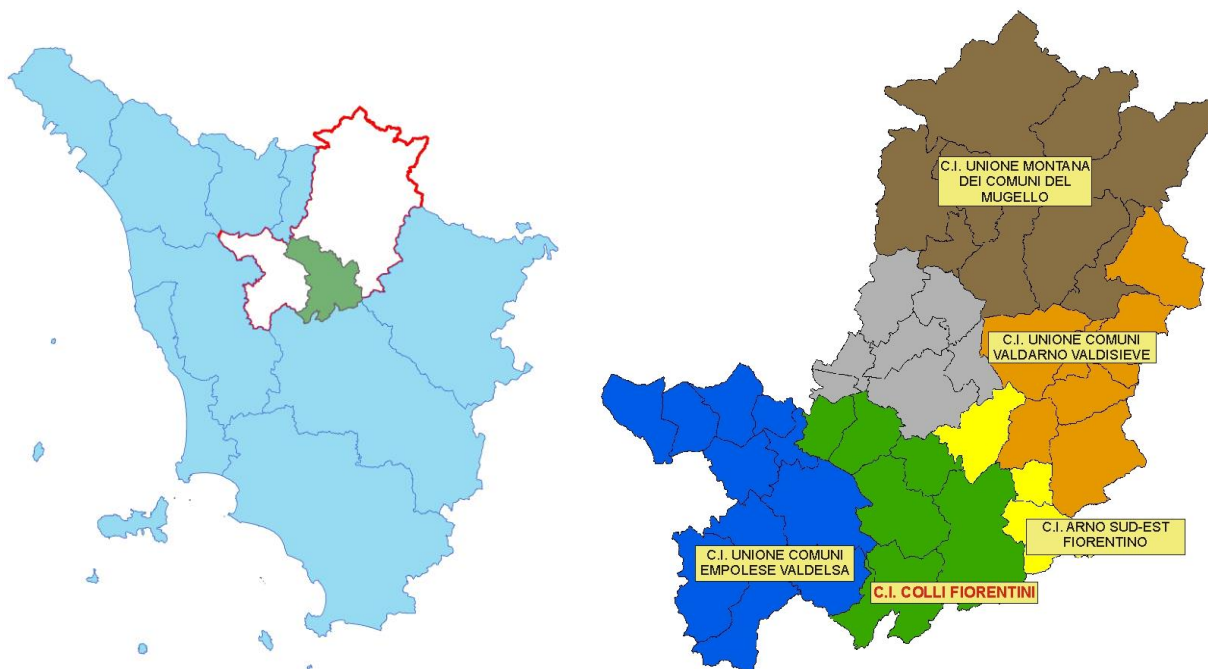 C.I. UNIONE MONTANA
DEI COMUNI DEL
MUGELLO
C.I. UNIONE COMUNI
VALDARNO VALDISIEVE
C.I. ARNO SUD-EST
FIORENTINO
C.I. UNIONE COMUNI
EMPOLESE VALDELSA
C.I. COLLI FIORENTINI